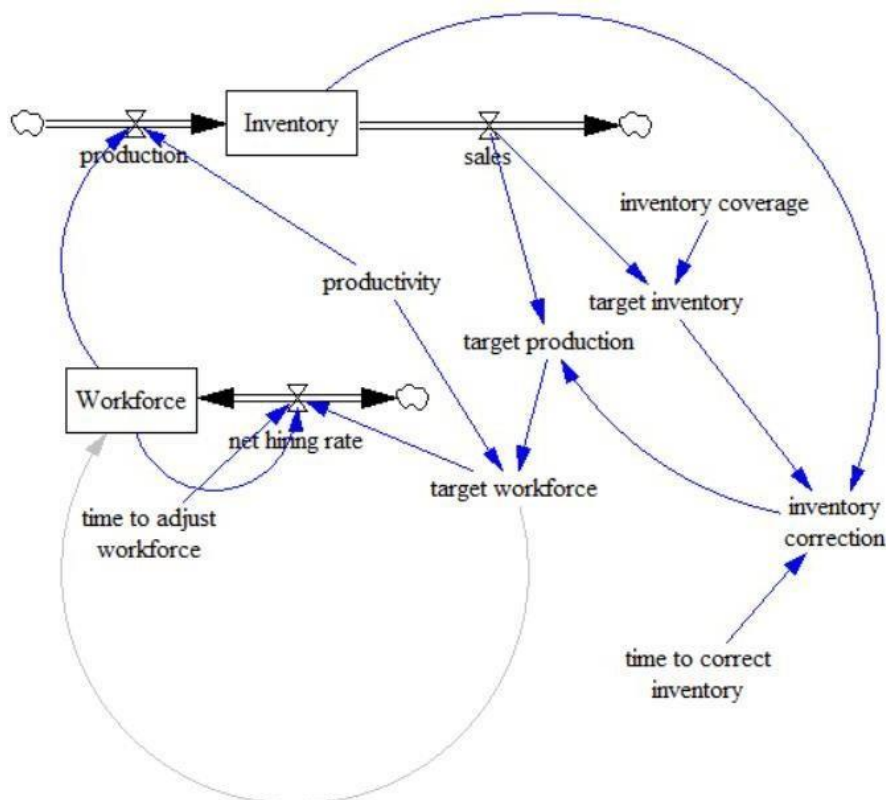 Inventory
production
sales
inventory coverage
productivity
target inventory
target production
Workforce
net hiring rate
target workforce
time to adjust
workforce
inventory
correction
time to correct
inventory